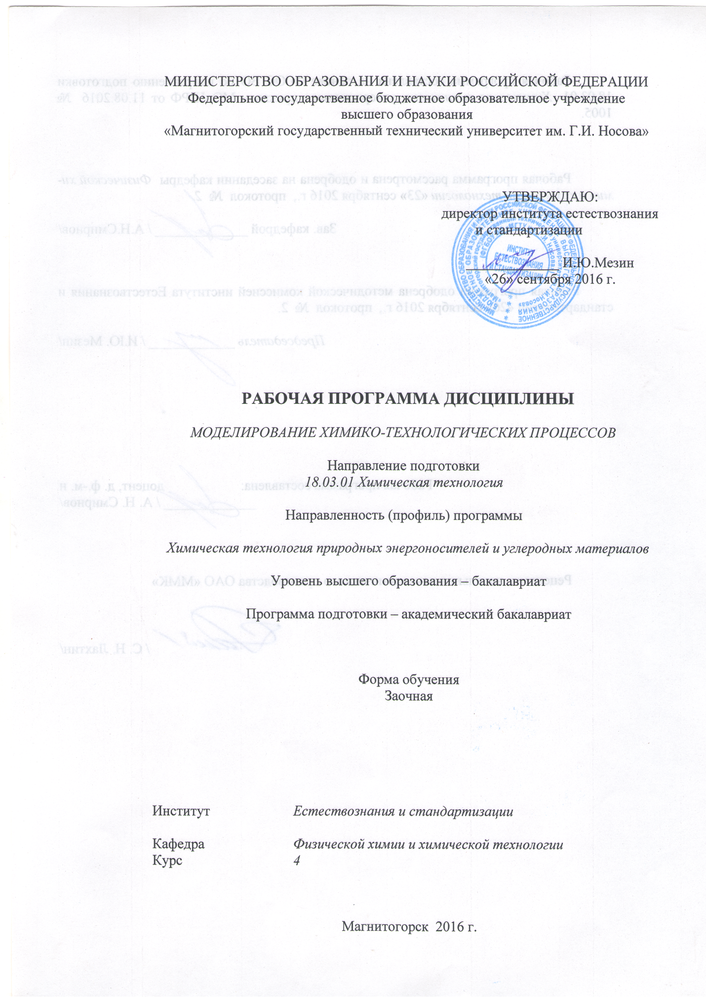 МИНИСТЕРСТВО ОБРАЗОВАНИЯ И НАУКИ РОССИЙСКОЙ ФЕДЕРАЦИИ
Федеральное государственное бюджетное образовательное учреждение
высшего образования
«Магнитогорский государственный технический университет им. Г.И. Носова»
УТВЕРЖДАЮ:
директор института естествознания
и стандартизации
И.Ю.Мезин
«26» сентября 2016 г.
ИНСТИТУТ
ЕСТЕСТВОЗНАНИЯ
И СТАНДАРТИЗАЦИИ
РАБОЧАЯ ПРОГРАММА ДИСЦИПЛИНЫ
МОДЕЛИРОВАНИЕ ХИМИКО-ТЕХНОЛОГИЧЕСКИХ ПРОЦЕССОВ
Направление подготовки
18.03.01 Химическая технология
Направленность (профиль) программы
Химическая технология природных энергоносителей и углеродных материалов
Уровень высшего образования – бакалавриат
Программа подготовки – академический бакалавриат
Форма обучения
Заочная
Институт Естествознания и стандартизации
Кафедра Физической химии и химической технологии
Курс 4
Магнитогорск 2016 г.